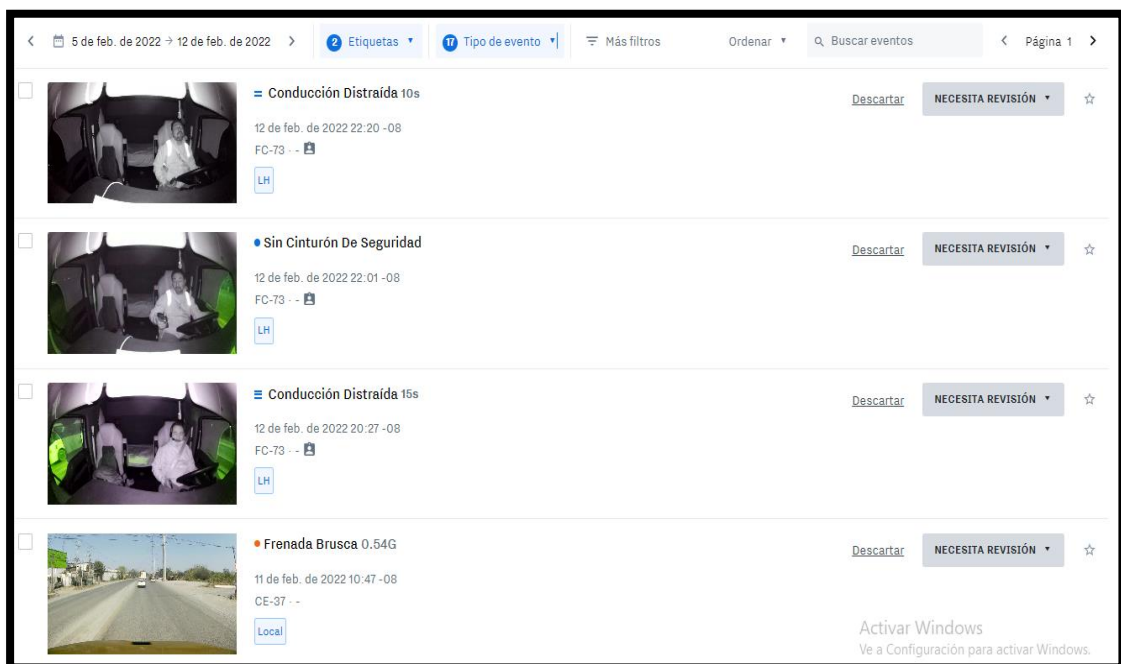 5 de feb. de 2022 → 12 de feb. de 2022 2 Etiquetas 17 Tipo de evento Más filtros Ordenar Buscar eventos Página 1
Conducción Distraída 10s
Descartar NECESITA REVISIÓN
12 de feb. de 2022 22:20 -08
FC-73 · -
LH
Sin Cinturón De Seguridad
Descartar NECESITA REVISIÓN
12 de feb. de 2022 22:01 -08
FC-73 · -
LH
Conducción Distraída 15s
Descartar NECESITA REVISIÓN
12 de feb. de 2022 20:27 -08
FC-73 · -
LH
Frenada Brusca 0.54G
Descartar NECESITA REVISIÓN
11 de feb. de 2022 10:47 -08
CE-37 · -
Local
Activar Windows
Ve a Configuración para activar Windows.